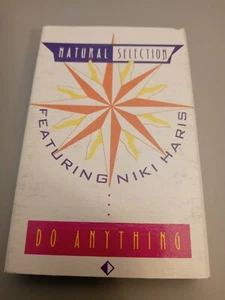 NATURAL SELECTION
FEATURING NIKI HARIS
DO ANYTHING